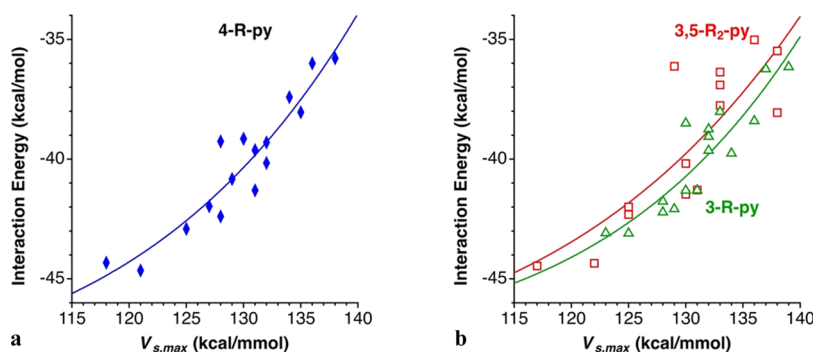 4-R-py
-35
-40
-45
Interaction Energy (kcal/mol)
115 120 125 130 135 140
a
Vs,max (kcal/mmol)
3,5-R2-py
3-R-py
-35
-40
-45
Interaction Energy (kcal/mol)
115 120 125 130 135 140
b
Vs,max (kcal/mmol)